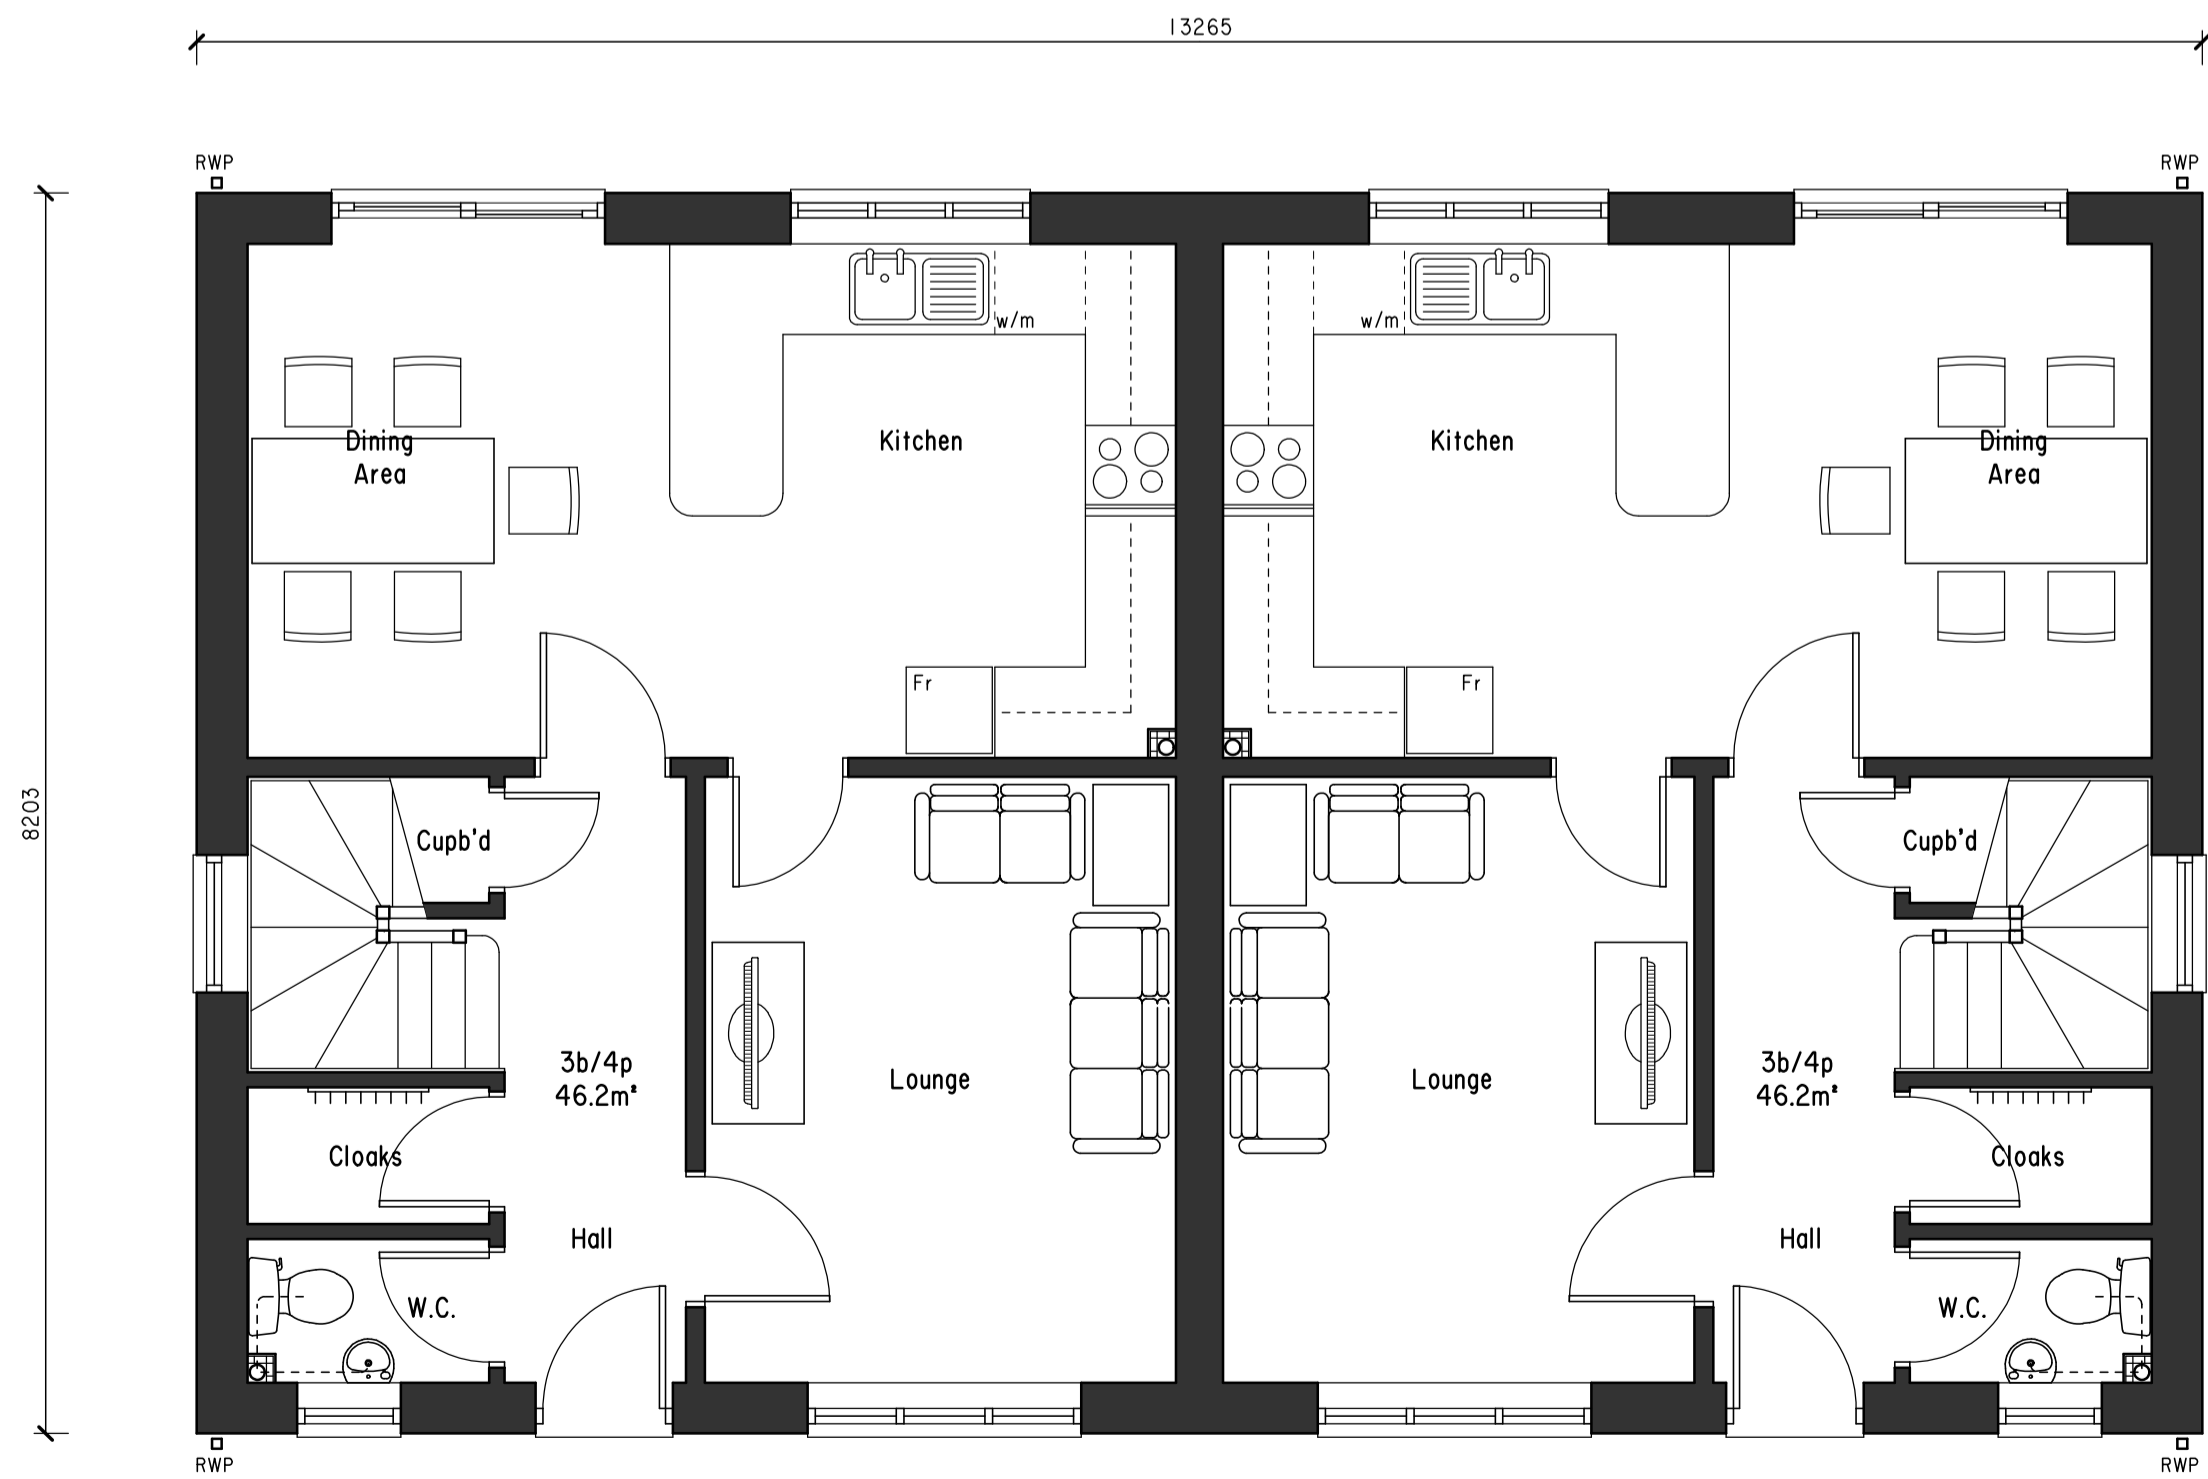 13265
RWP
RWP
w/m
w/m
Dining
Area
Kitchen
Kitchen
Dining
Area
Fr
Fr
8203
Cupb'd
Cupb'd
3b/4p
46.2m²
Lounge
Lounge
3b/4p
46.2m²
Cloaks
Cloaks
Hall
Hall
W.C.
W.C.
RWP
RWP